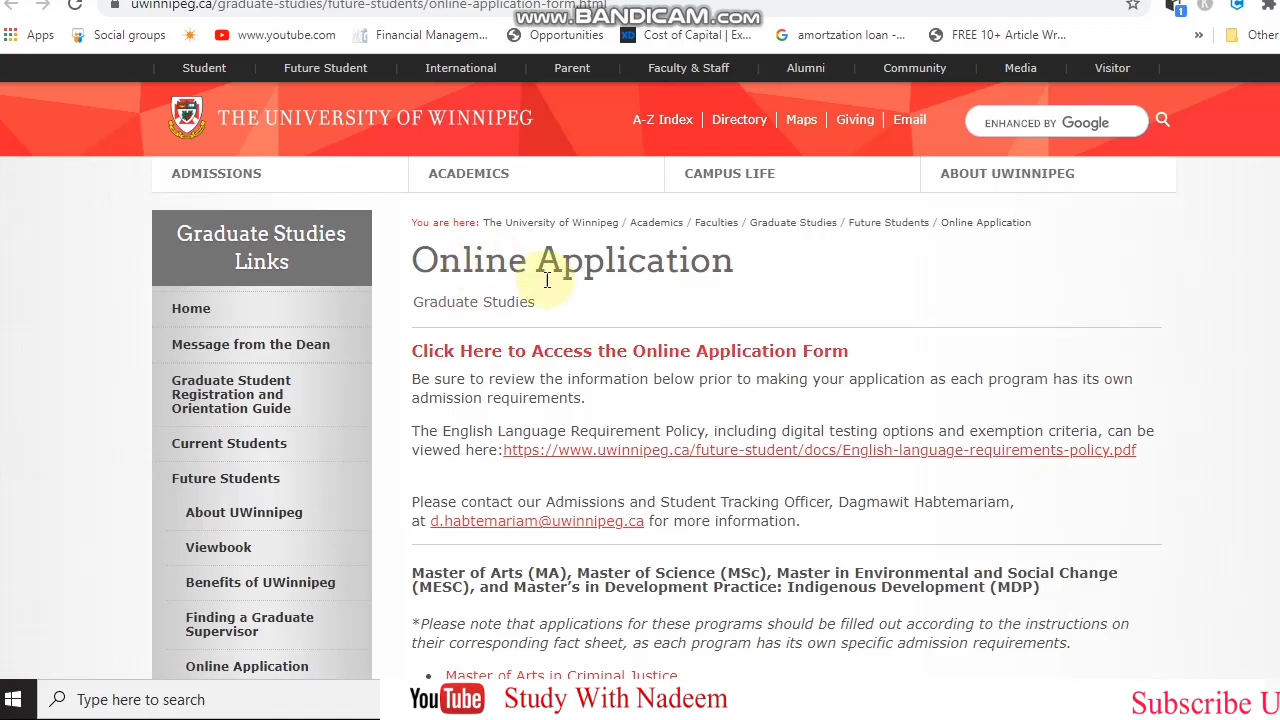 uwinnipeg.ca/graduate-studies/future-students/online-application-form.html
www.BANDICAM.com
Apps Social groups www.youtube.com Financial Managem... Opportunities Cost of Capital | Ex... amortzation loan -... FREE 10+ Article Wr... » Other
1
Student Future Student International Parent Faculty & Staff Alumni Community Media Visitor
THE UNIVERSITY OF WINNIPEG
A-Z Index Directory Maps Giving Email
ENHANCED BY Google
ADMISSIONS ACADEMICS CAMPUS LIFE ABOUT UWINNIPEG
Graduate Studies
Links
Home
Message from the Dean
Graduate Student
Registration and
Orientation Guide
Current Students
Future Students
About UWinnipeg
Viewbook
Benefits of UWinnipeg
Finding a Graduate
Supervisor
Online Application
You are here: The University of Winnipeg / Academics / Faculties / Graduate Studies / Future Students / Online Application
Online Application
Graduate Studies
Click Here to Access the Online Application Form
Be sure to review the information below prior to making your application as each program has its own
admission requirements.
The English Language Requirement Policy, including digital testing options and exemption criteria, can be
viewed here:https://www.uwinnipeg.ca/future-student/docs/English-language-requirements-policy.pdf
Please contact our Admissions and Student Tracking Officer, Dagmawit Habtemariam,
at d.habtemariam@uwinnipeg.ca for more information.
Master of Arts (MA), Master of Science (MSc), Master in Environmental and Social Change
(MESC), and Master's in Development Practice: Indigenous Development (MDP)
*Please note that applications for these programs should be filled out according to the instructions on
their corresponding fact sheet, as each program has its own specific admission requirements.
• Master of Arts in Criminal Justice
Type here to search
YouTube Study With Nadeem
Subscribe U